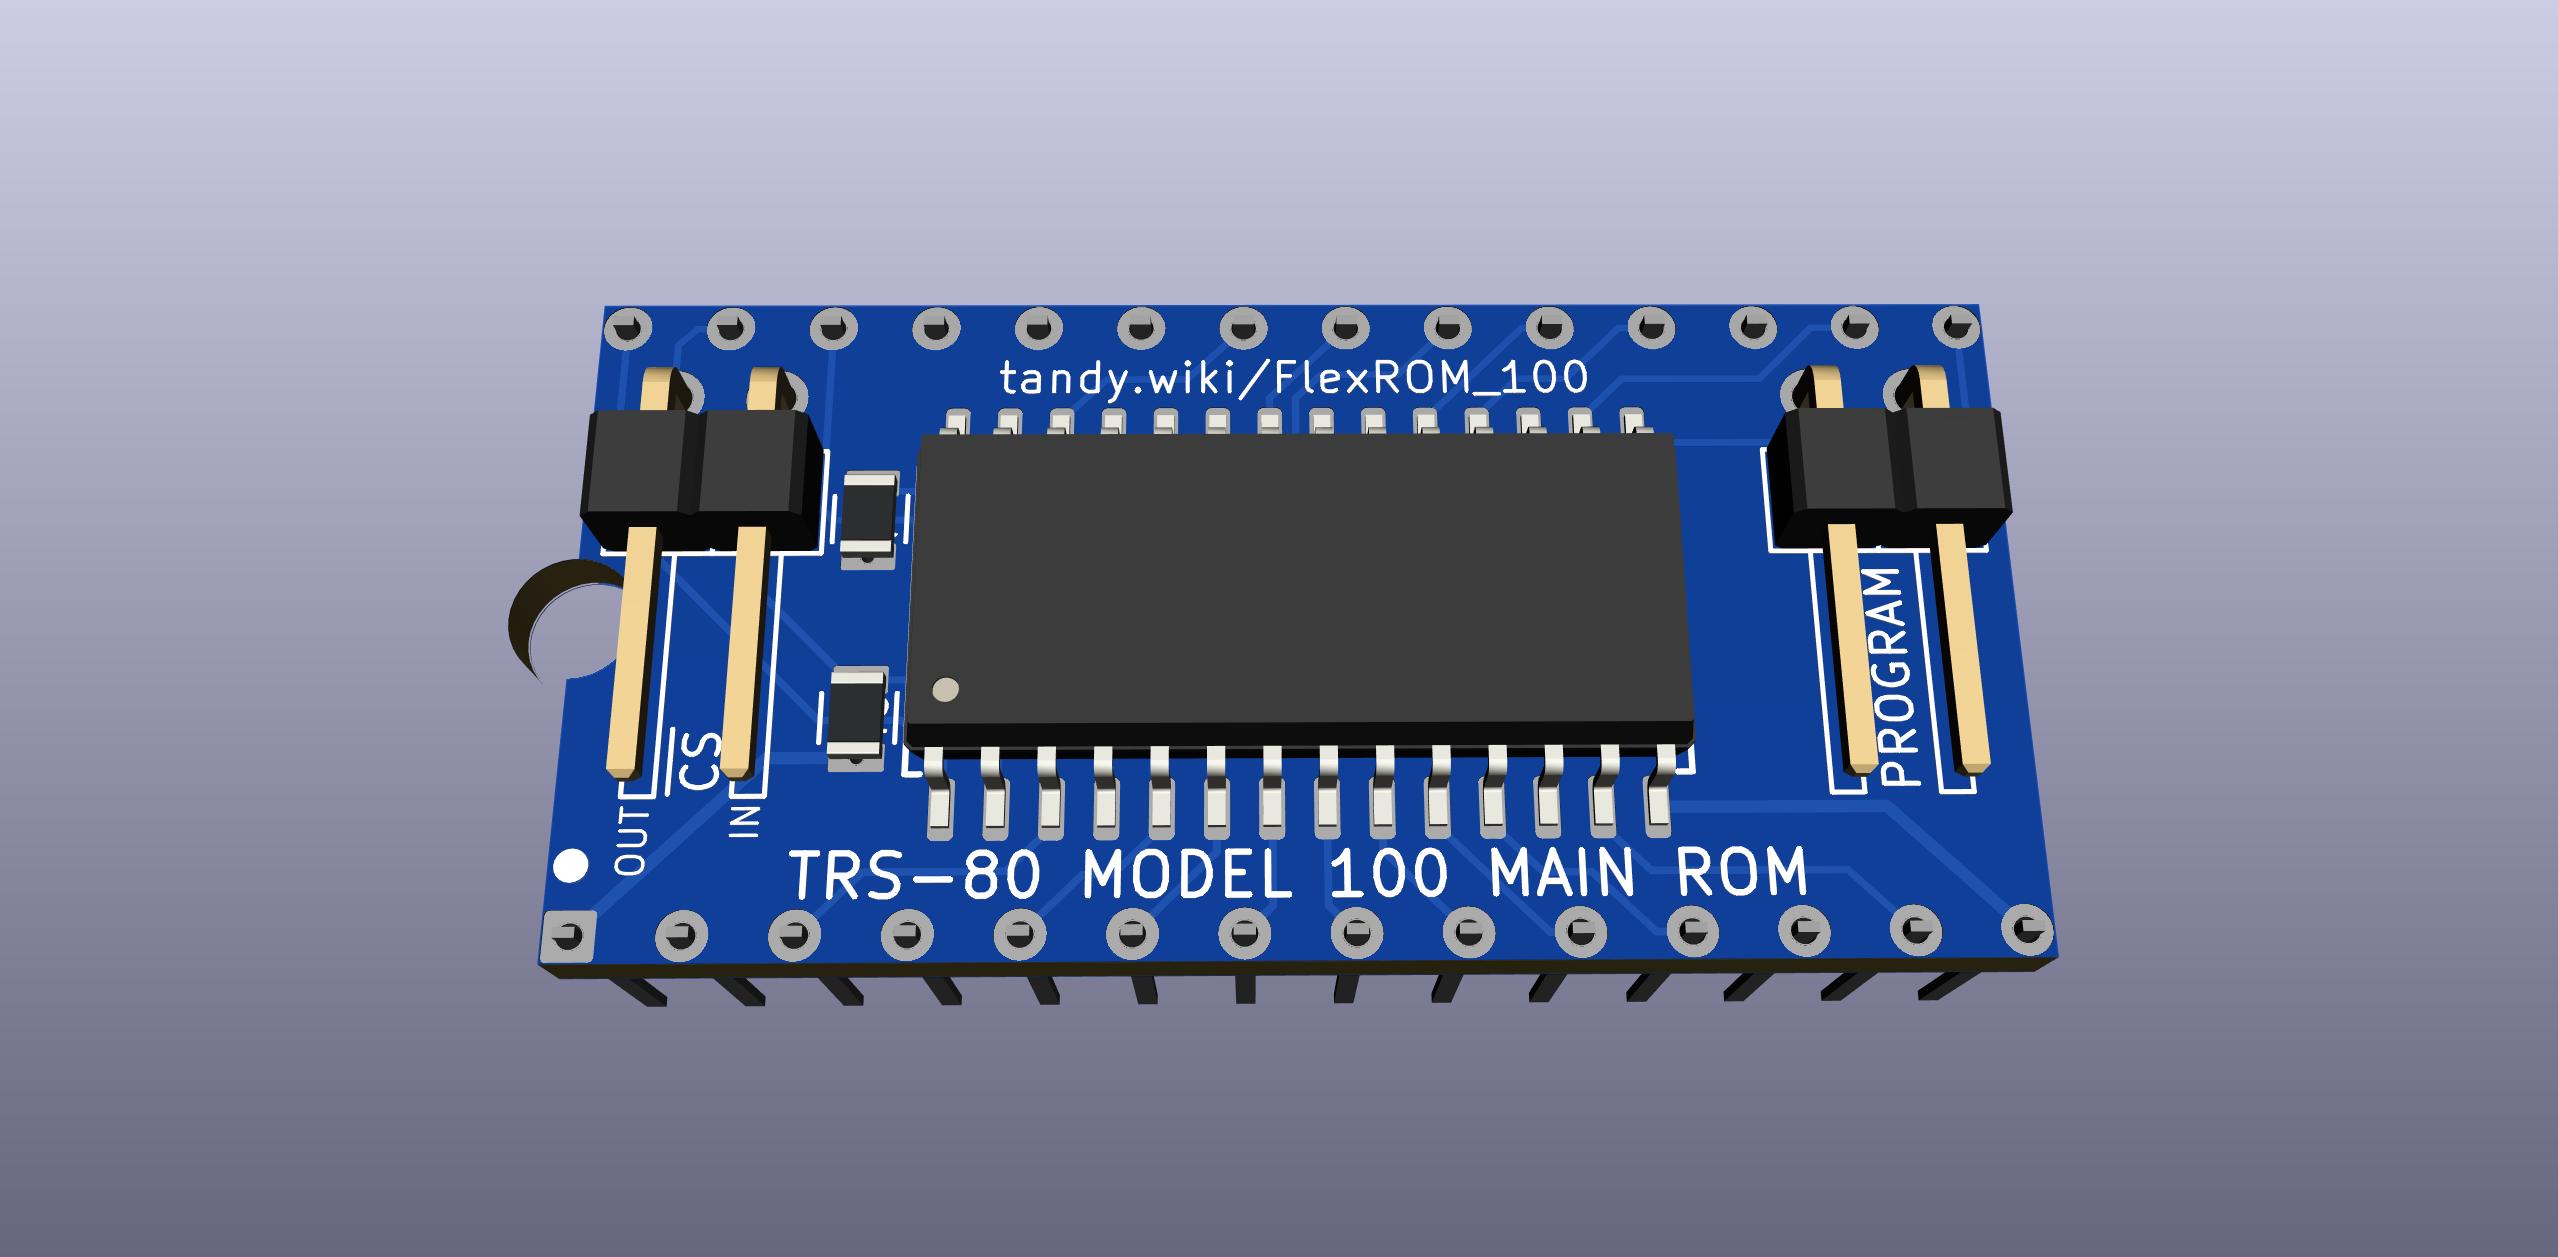 tandy.wiki/FlexROM_100
PROGRAM
CS
OUT
IN
TRS-80 MODEL 100 MAIN ROM